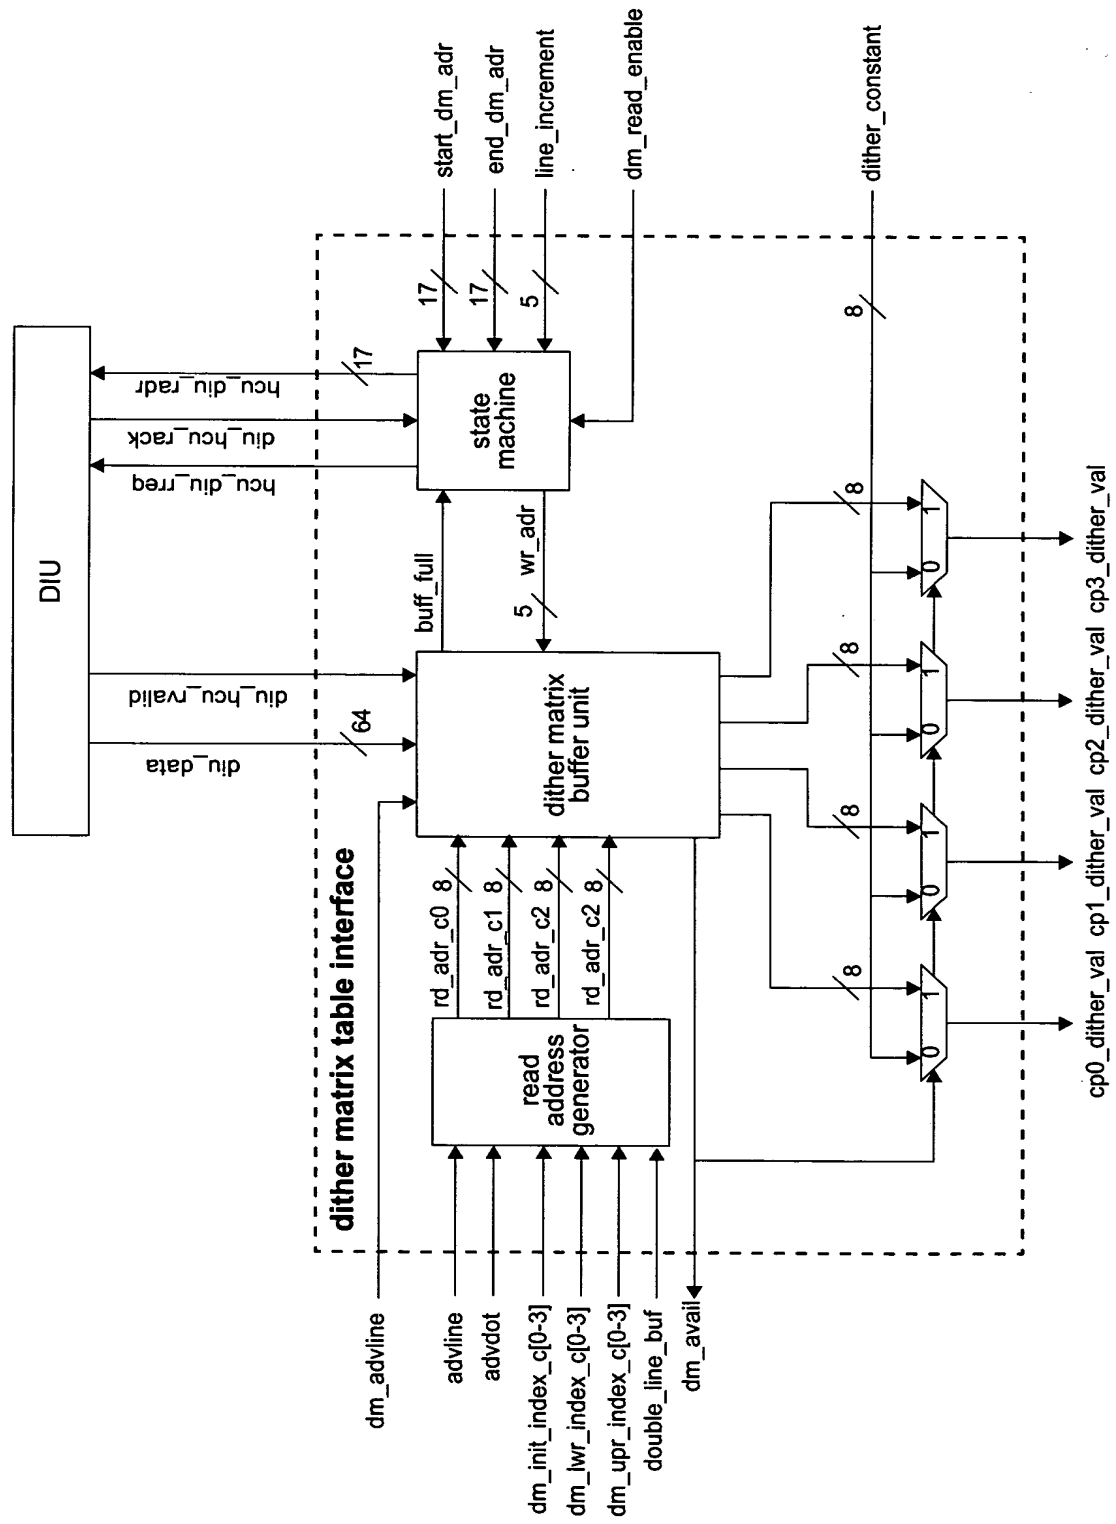 DIU
diu_data
64
diu_hcu_rvalid
hcu_diu_rreq
diu_hcu_rack
hcu_diu_radr
17
dither matrix table interface
dm_advline
advline
advdot
dm_init_index_c[0-3]
dm_lwr_index_c[0-3]
dm_upr_index_c[0-3]
double_line_buf
dm_avail
read
address
generator
rd_adr_c0
8
rd_adr_c1
8
rd_adr_c2
8
rd_adr_c2
8
dither matrix
buffer unit
buff_full
wr_adr
5
state
machine
17
start_dm_adr
17
end_dm_adr
5
line_increment
dm_read_enable
8
8
8
8
8
dither_constant
0 1
0 1
0 1
0 1
cp0_dither_val cp1_dither_val cp2_dither_val cp3_dither_val